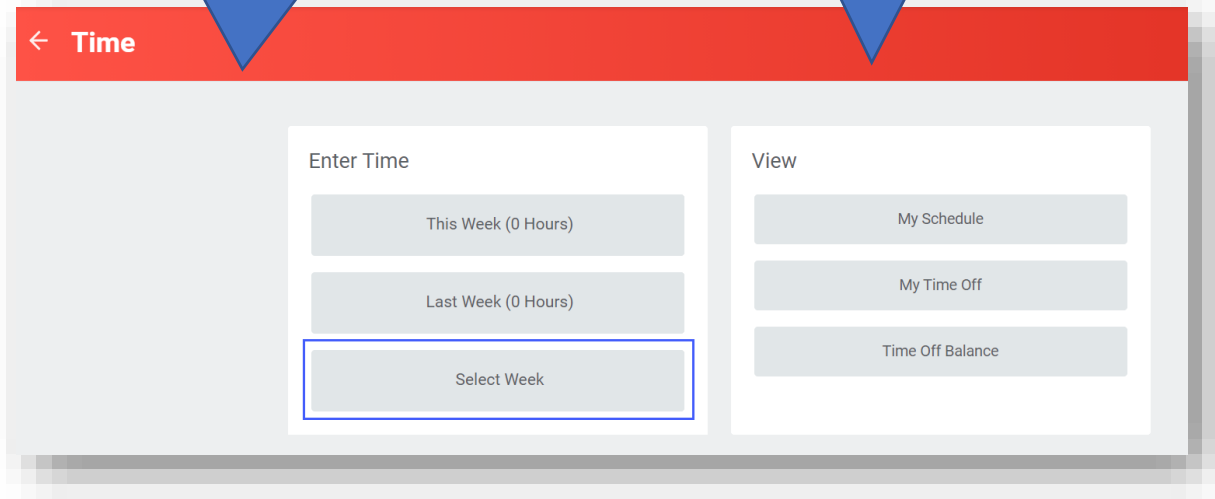 Time
Enter Time
This Week (0 Hours)
Last Week (0 Hours)
Select Week
View
My Schedule
My Time Off
Time Off Balance